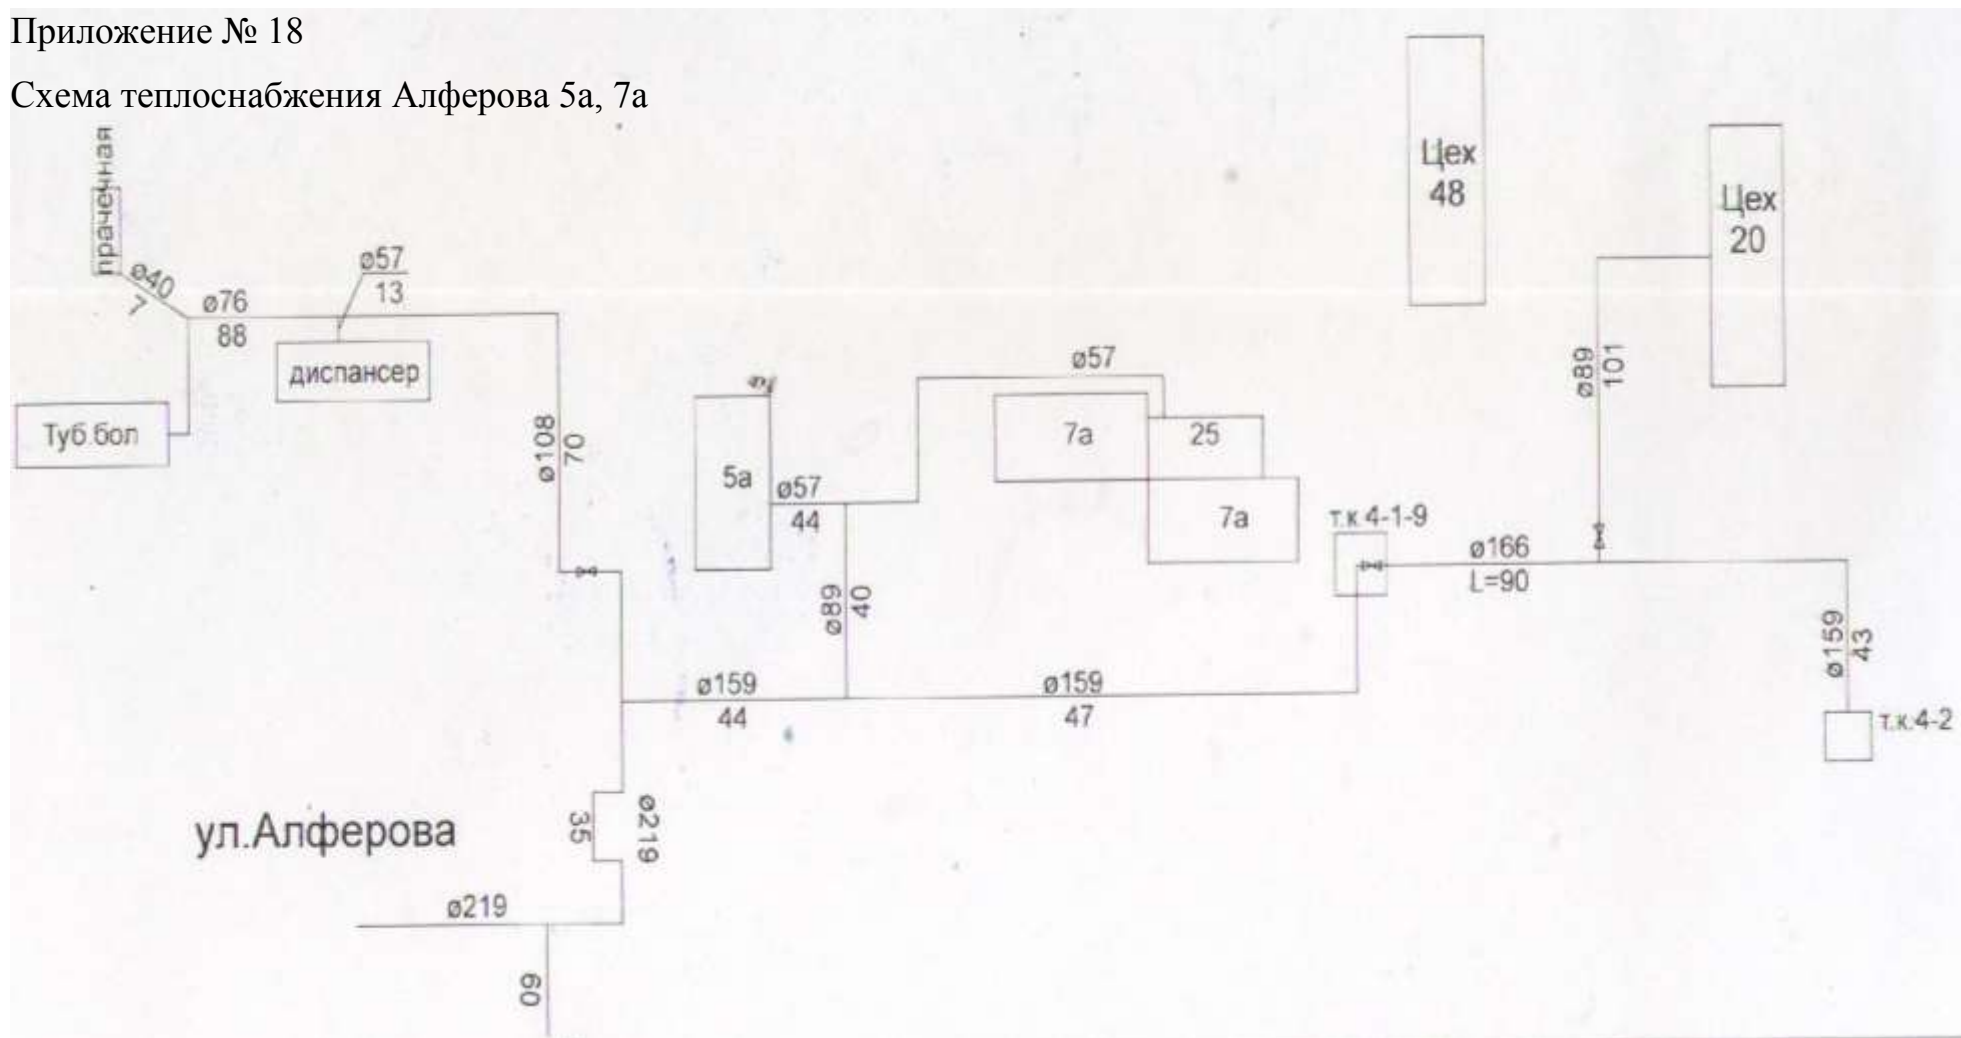 Приложение № 18
Схема теплоснабжения Алферова 5а, 7а
прачечная
ø40
7
ø76
88
ø57
13
диспансер
Туб.бол
ø108
70
5а
ø57
44
ø89
40
ø57
7а
25
7а
Цех
48
Цех
20
ø89
101
т.к 4-1-9
ø166
L=90
ø159
43
т.к.4-2
ø159
44
ø159
47
ø219
35
ул.Алферова
ø219
60